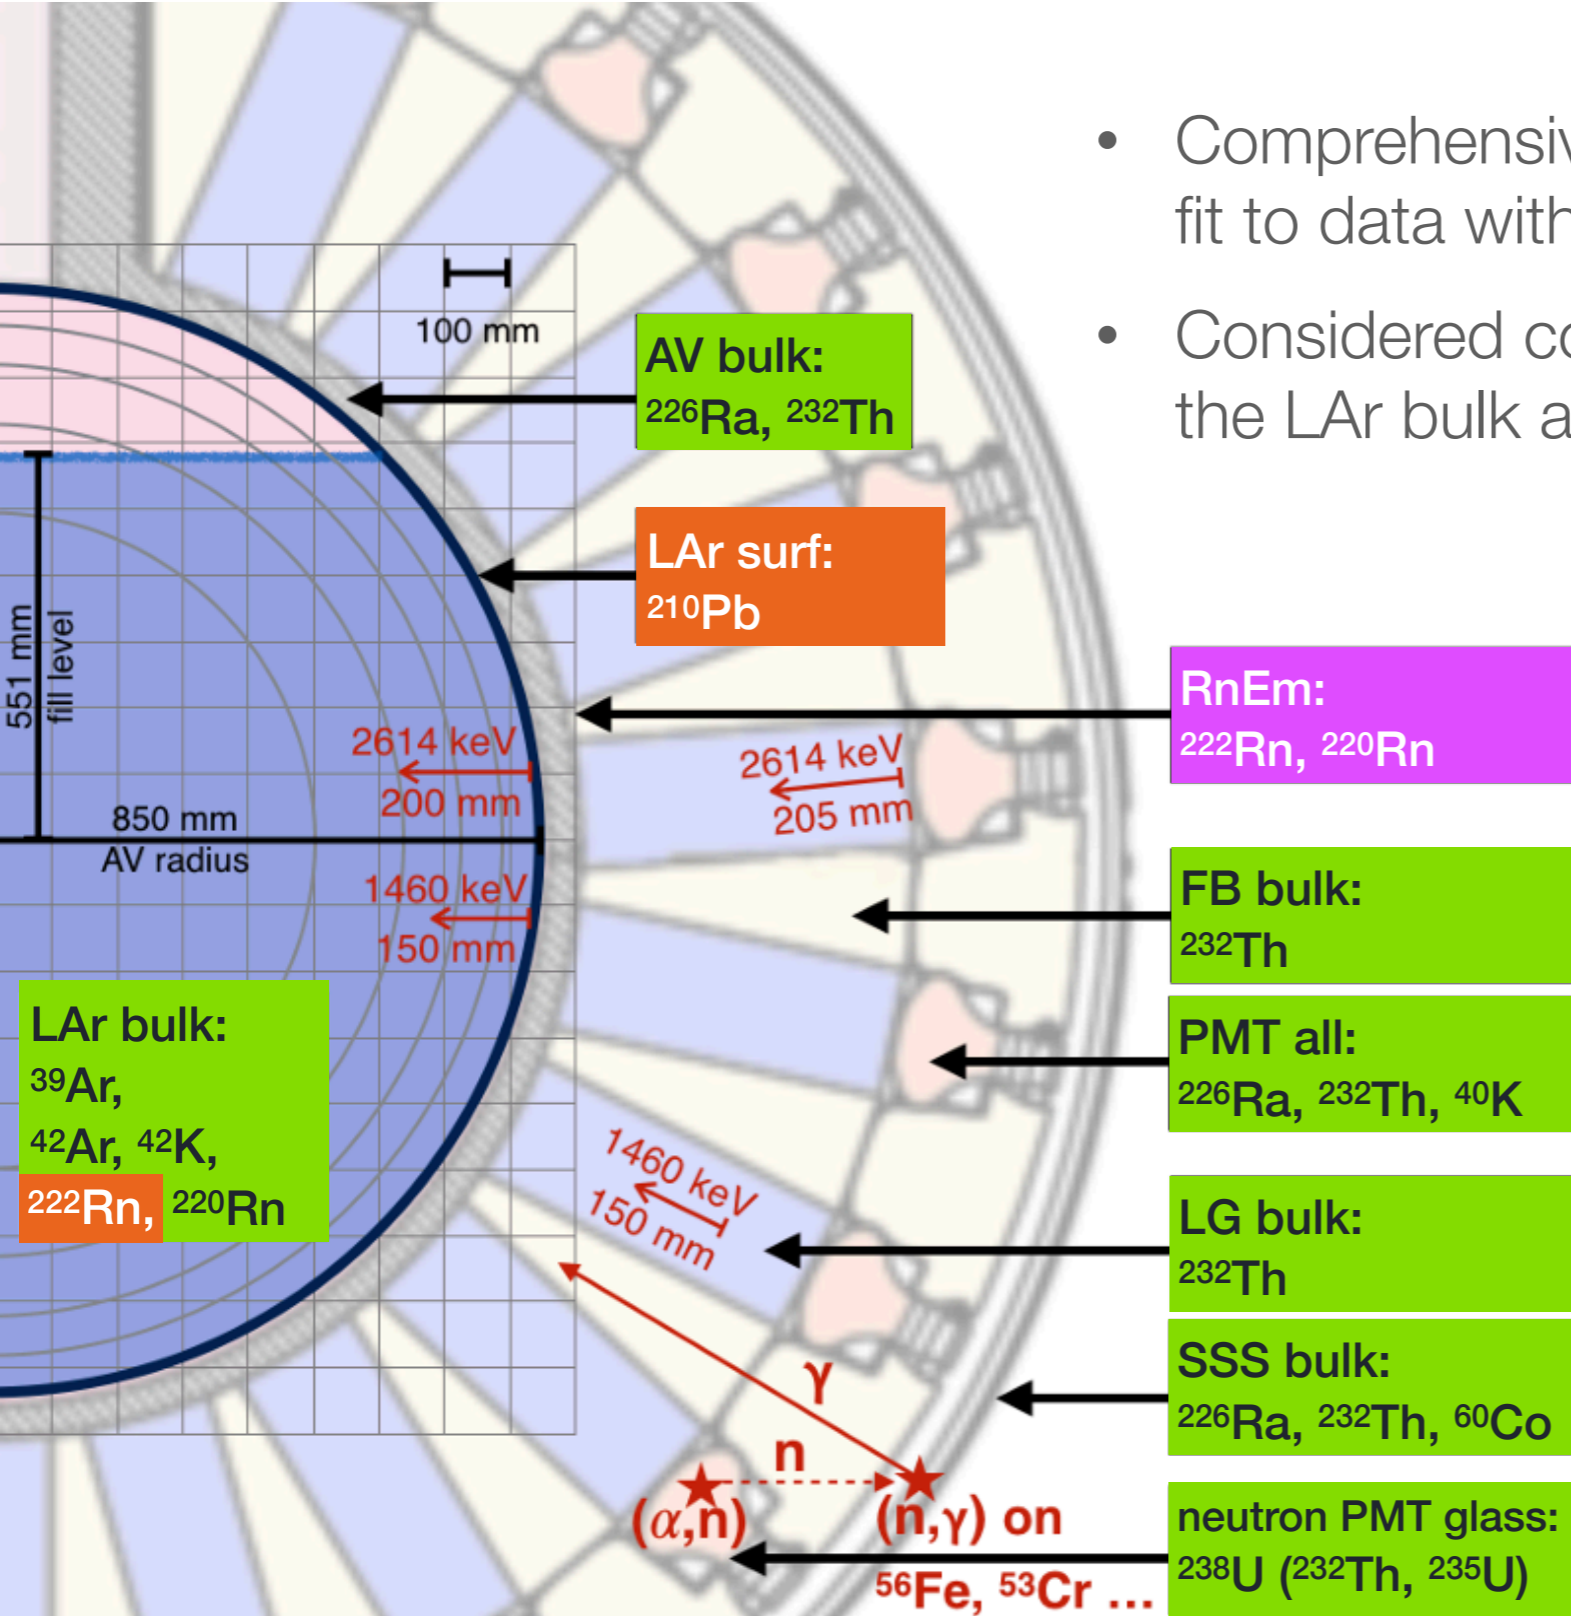 • Comprehensiv
fit to data with
• Considered co
the LAr bulk a
100 mm
AV bulk:
²²⁶Ra, ²³²Th
LAr surf:
²¹⁰Pb
551 mm
fill level
RnEm:
²²²Rn, ²²⁰Rn
2614 keV
200 mm
2614 keV
205 mm
850 mm
AV radius
1460 keV
150 mm
FB bulk:
²³²Th
LAr bulk:
³⁹Ar,
⁴²Ar, ⁴²K,
²²²Rn, ²²⁰Rn
PMT all:
²²⁶Ra, ²³²Th, ⁴⁰K
1460 keV
150 mm
LG bulk:
²³²Th
SSS bulk:
²²⁶Ra, ²³²Th, ⁶⁰Co
γ
n
(α,n)
(n,γ) on
⁵⁶Fe, ⁵³Cr ...
neutron PMT glass:
²³⁸U (²³²Th, ²³⁵U)